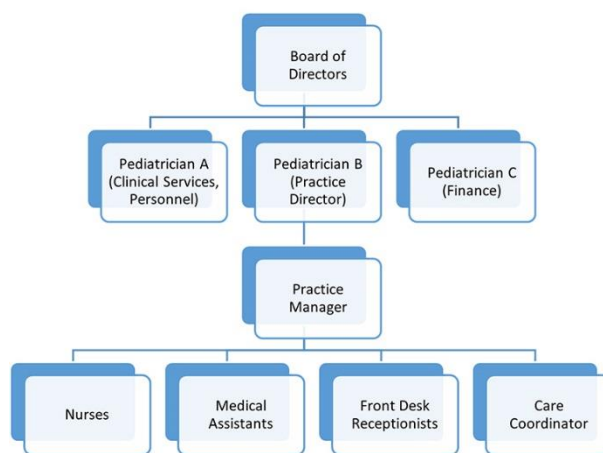 Board of
Directors
Pediatrician A
(Clinical Services,
Personnel)
Pediatrician B
(Practice
Director)
Pediatrician C
(Finance)
Practice
Manager
Nurses
Medical
Assistants
Front Desk
Receptionists
Care
Coordinator